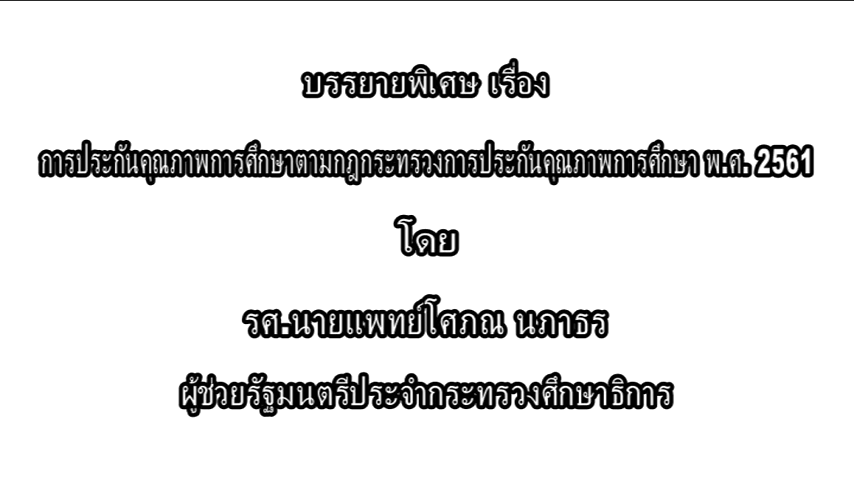 บรรยายพิเศษ เรื่อง
การประกันคุณภาพการศึกษาตามกฎกระทรวงการประกันคุณภาพการศึกษา พ.ศ. 2561
โดย
รศ.นายแพทย์โศภณ นภาธร
ผู้ช่วยรัฐมนตรีประจำกระทรวงศึกษาธิการ